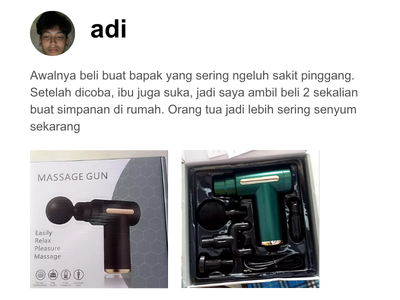 adi
Awalnya beli buat bapak yang sering ngeluh sakit pinggang.
Setelah dicoba, ibu juga suka, jadi saya ambil beli 2 sekalian
buat simpanan di rumah. Orang tua jadi lebih sering senyum
sekarang
MASSAGE GUN
Easily
Relax
Pleasure
Massage